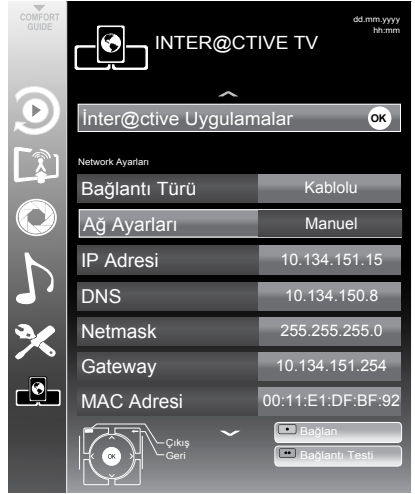 COMFORT
GUIDE
INTER@CTIVE TV
dd.mm.yyyy
hh:mm
İnter@ctive Uygulamalar OK
Network Ayarları
Bağlantı Türü Kablolu
Ağ Ayarları Manuel
IP Adresi 10.134.151.15
DNS 10.134.150.8
Netmask 255.255.255.0
Gateway 10.134.151.254
MAC Adresi 00:11:E1:DF:BF:92
OK
Çıkış
Geri
Bağlan
Bağlantı Testi